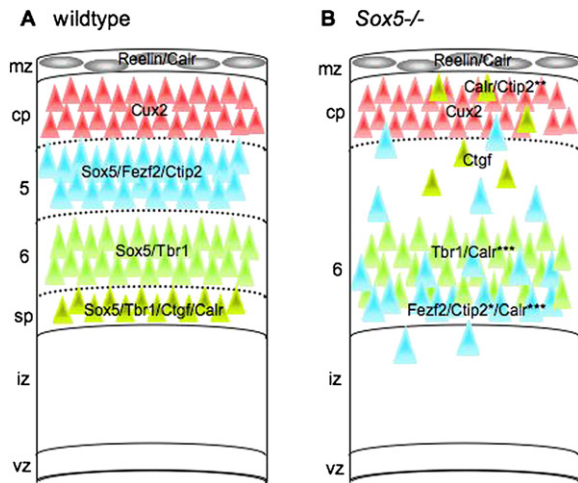 A wildtype
mz
Reelin/Calr
cp
Cux2
5
Sox5/Fezf2/Ctip2
6
Sox5/Tbr1
sp
Sox5/Tbr1/Ctgf/Calr
iz
vz
B Sox5-/-
mz
Reelin/Calr
Calr/Ctip2**
cp
Cux2
Ctgf
6
Tbr1/Calr***
Fezf2/Ctip2*/Calr***
iz
vz